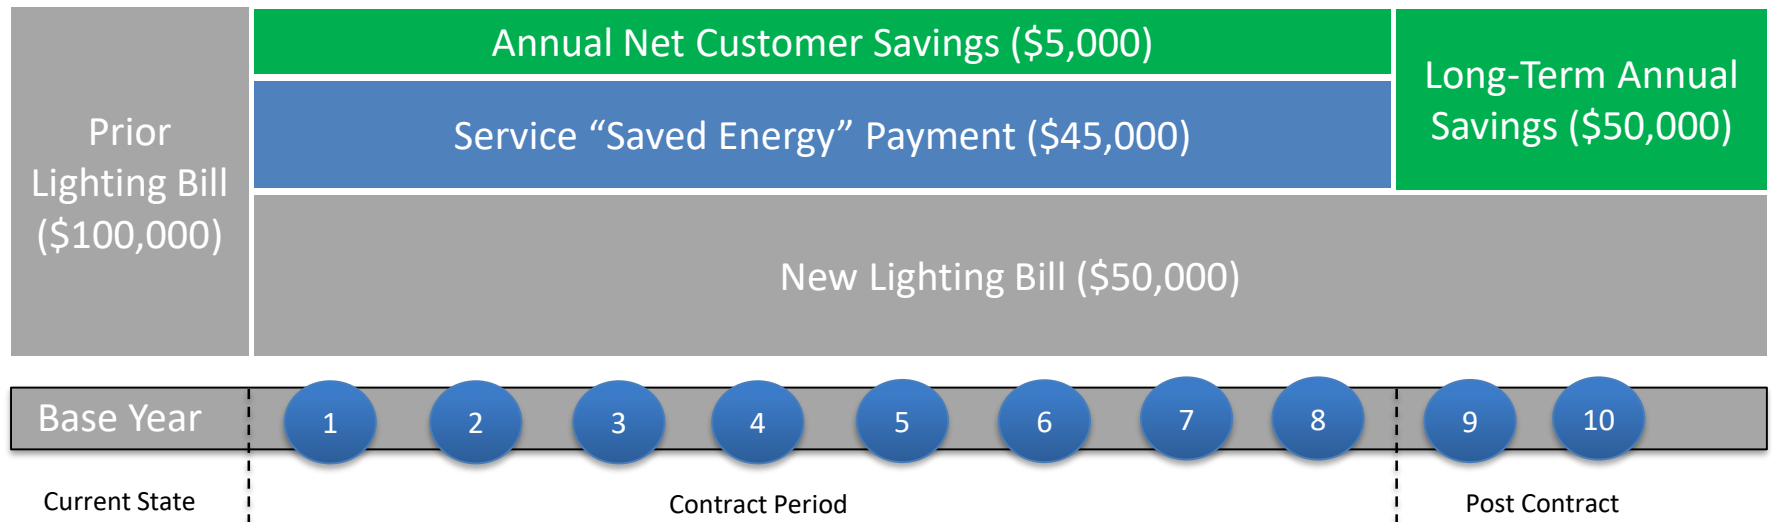 Prior
Lighting Bill
($100,000)
Annual Net Customer Savings ($5,000)
Service “Saved Energy” Payment ($45,000)
Long-Term Annual
Savings ($50,000)
New Lighting Bill ($50,000)
Base Year
1 2 3 4 5 6 7 8 9 10
Current State
Contract Period
Post Contract